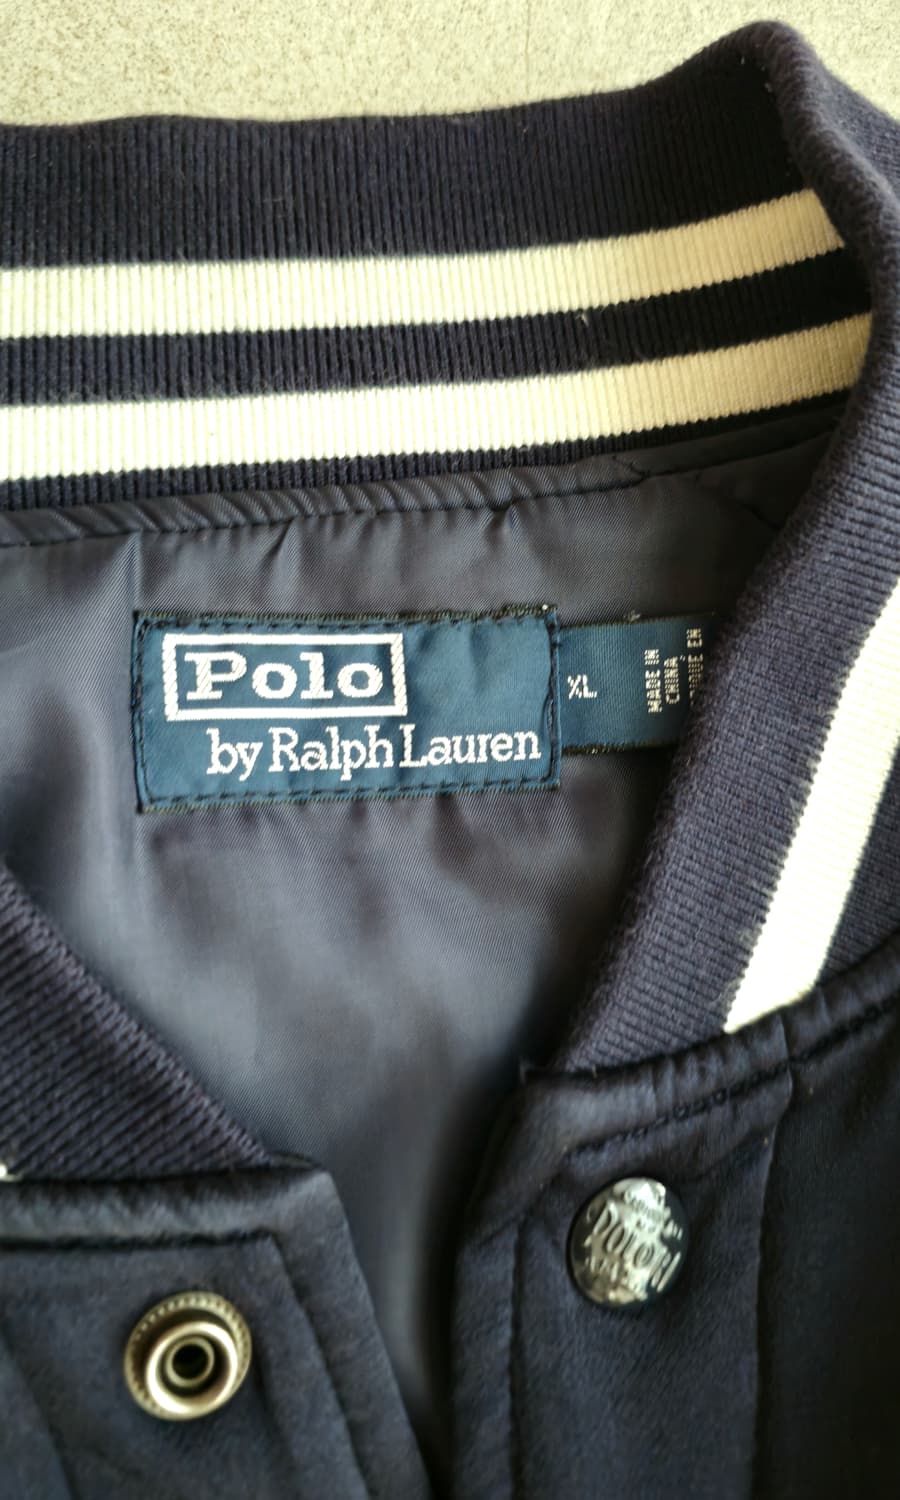 Polo
by Ralph Lauren
XL
MADE IN
CHINA